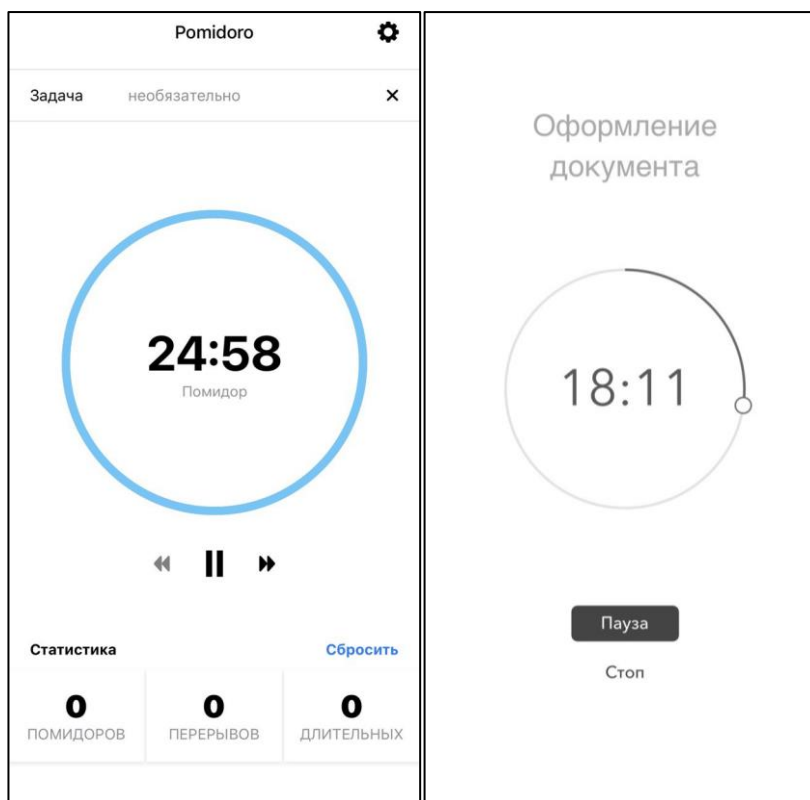 Pomidoro
Задача необязательно
24:58
Помидор
Статистика Сбросить
0 0 0
ПОМИДОРОВ ПЕРЕРЫВОВ ДЛИТЕЛЬНЫХ
Оформление
документа
18:11
Пауза
Стоп